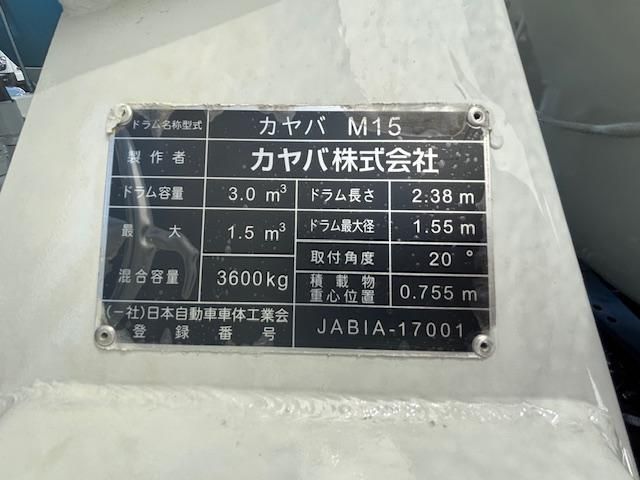 ドラム名称型式 カヤバ M15
製作者 カヤバ株式会社
ドラム容量 3.0 m³ ドラム長さ 2.38 m
最大 1.5 m³ ドラム最大径 1.55 m
取付角度 20°
混合容量 3600kg 積載物重心位置 0.755 m
(一社)日本自動車車体工業会
登録番号 JABIA-17001